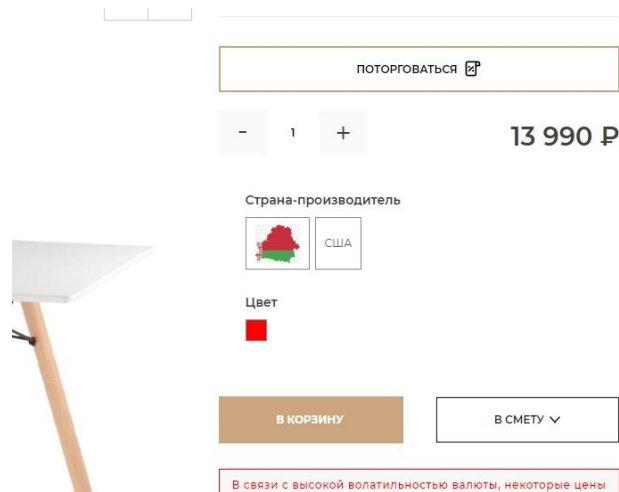 ПОТОРГОВАТЬСЯ
- 1 + 13 990 ₽
Страна-производитель
США
Цвет
В КОРЗИНУ
В СМЕТУ
В связи с высокой волатильностью валюты, некоторые цены